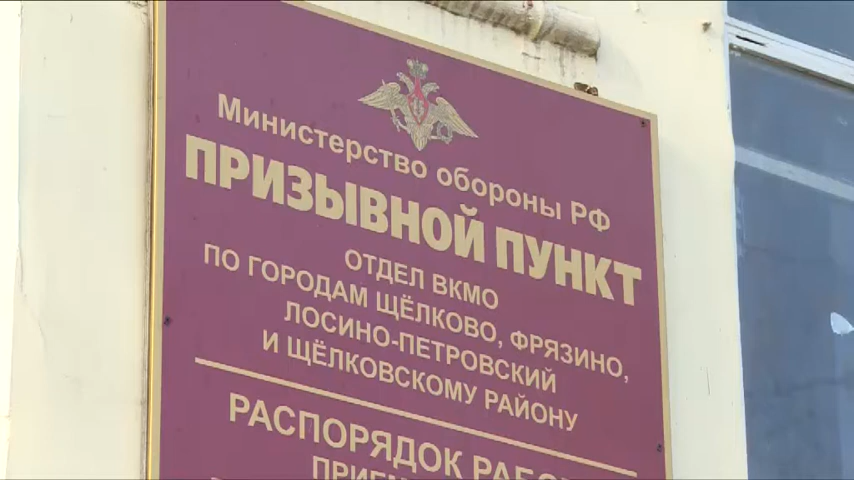 Министерство обороны РФ
ПРИЗЫВНОЙ ПУНКТ
ОТДЕЛ ВКМО
ПО ГОРОДАМ ЩЁЛКОВО, ФРЯЗИНО,
ЛОСИНО-ПЕТРОВСКИЙ
И ЩЁЛКОВСКОМУ РАЙОНУ
РАСПОРЯДОК